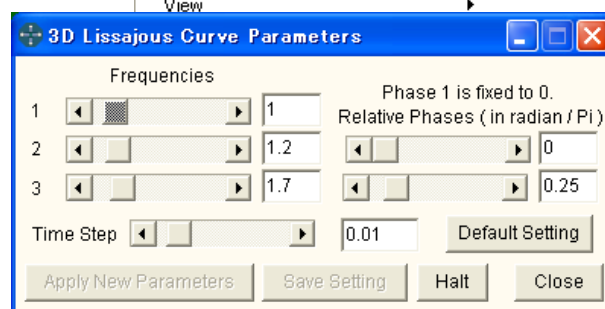 View
3D Lissajous Curve Parameters
Frequencies
Phase 1 is fixed to 0.
1 1
Relative Phases ( in radian / Pi )
2 1.2 0
3 1.7 0.25
Time Step 0.01 Default Setting
Apply New Parameters Save Setting Halt Close